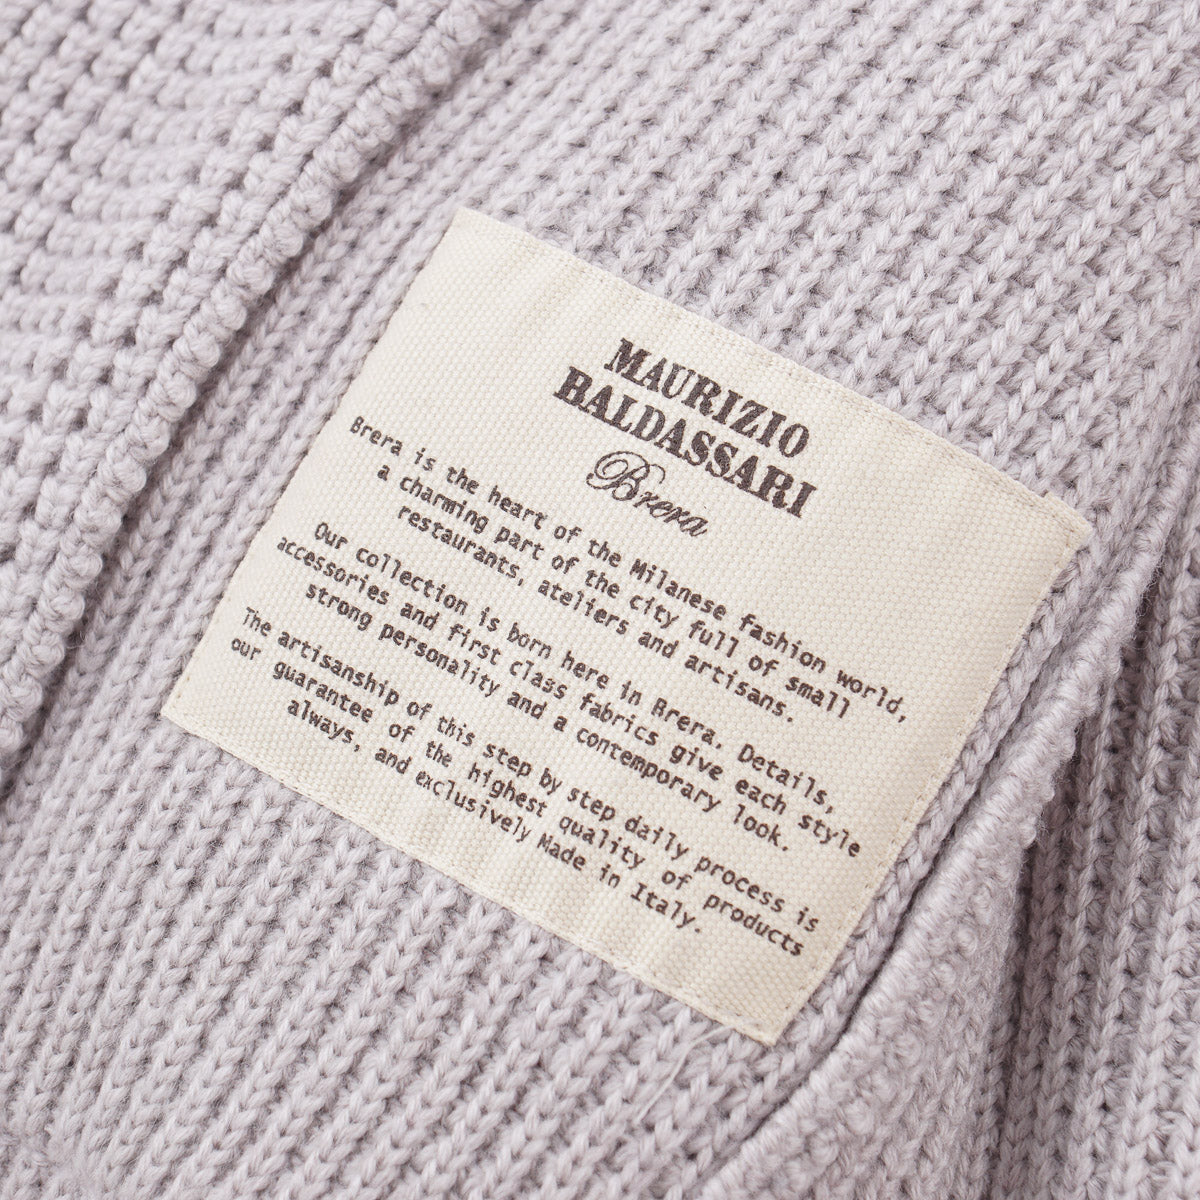 MAURIZIO
BALDASSARI
Brera
Brera is the heart of the Milanese fashion world,
a charming part of the city full of small
restaurants, ateliers and artisans.
Our collection is born here in Brera. Details,
accessories and first class fabrics give each style
strong personality and a contemporary look.
The artisanship of this step by step daily process is
our guarantee of the highest quality of products
always, and exclusively Made in Italy.